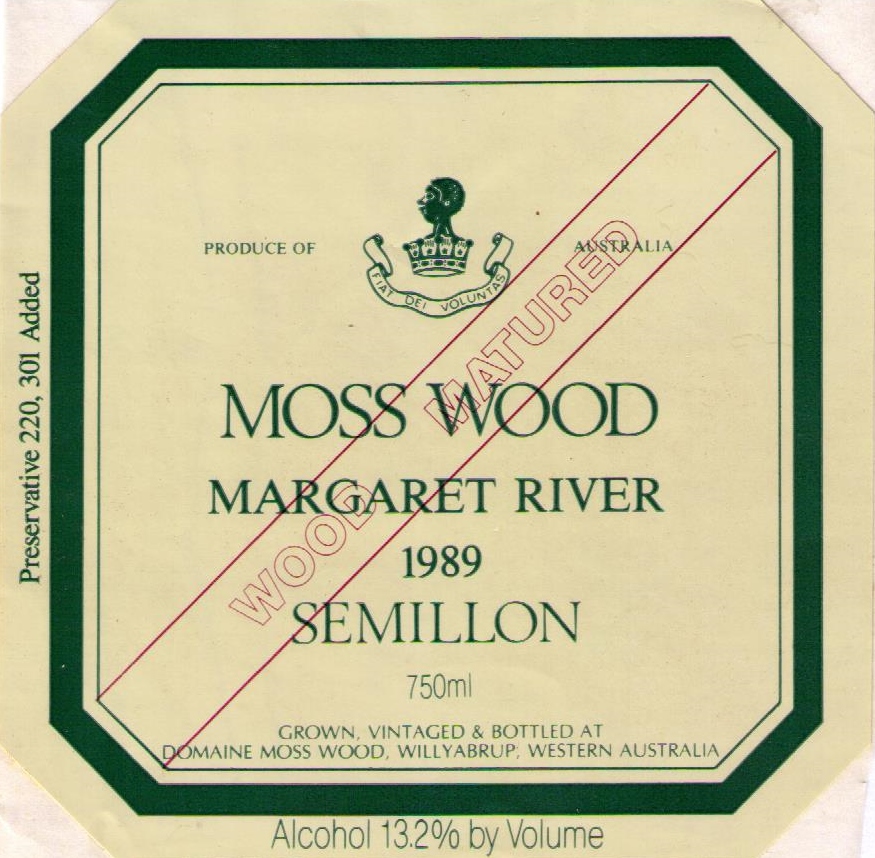 PRODUCE OF
AUSTRALIA
FIAT DEI VOLUNTAS
WOOD MATURED
MOSS WOOD
MARGARET RIVER
1989
SEMILLON
750ml
GROWN, VINTAGED & BOTTLED AT
DOMAINE MOSS WOOD, WILLYABRUP, WESTERN AUSTRALIA
Alcohol 13.2% by Volume
Preservative 220, 301 Added